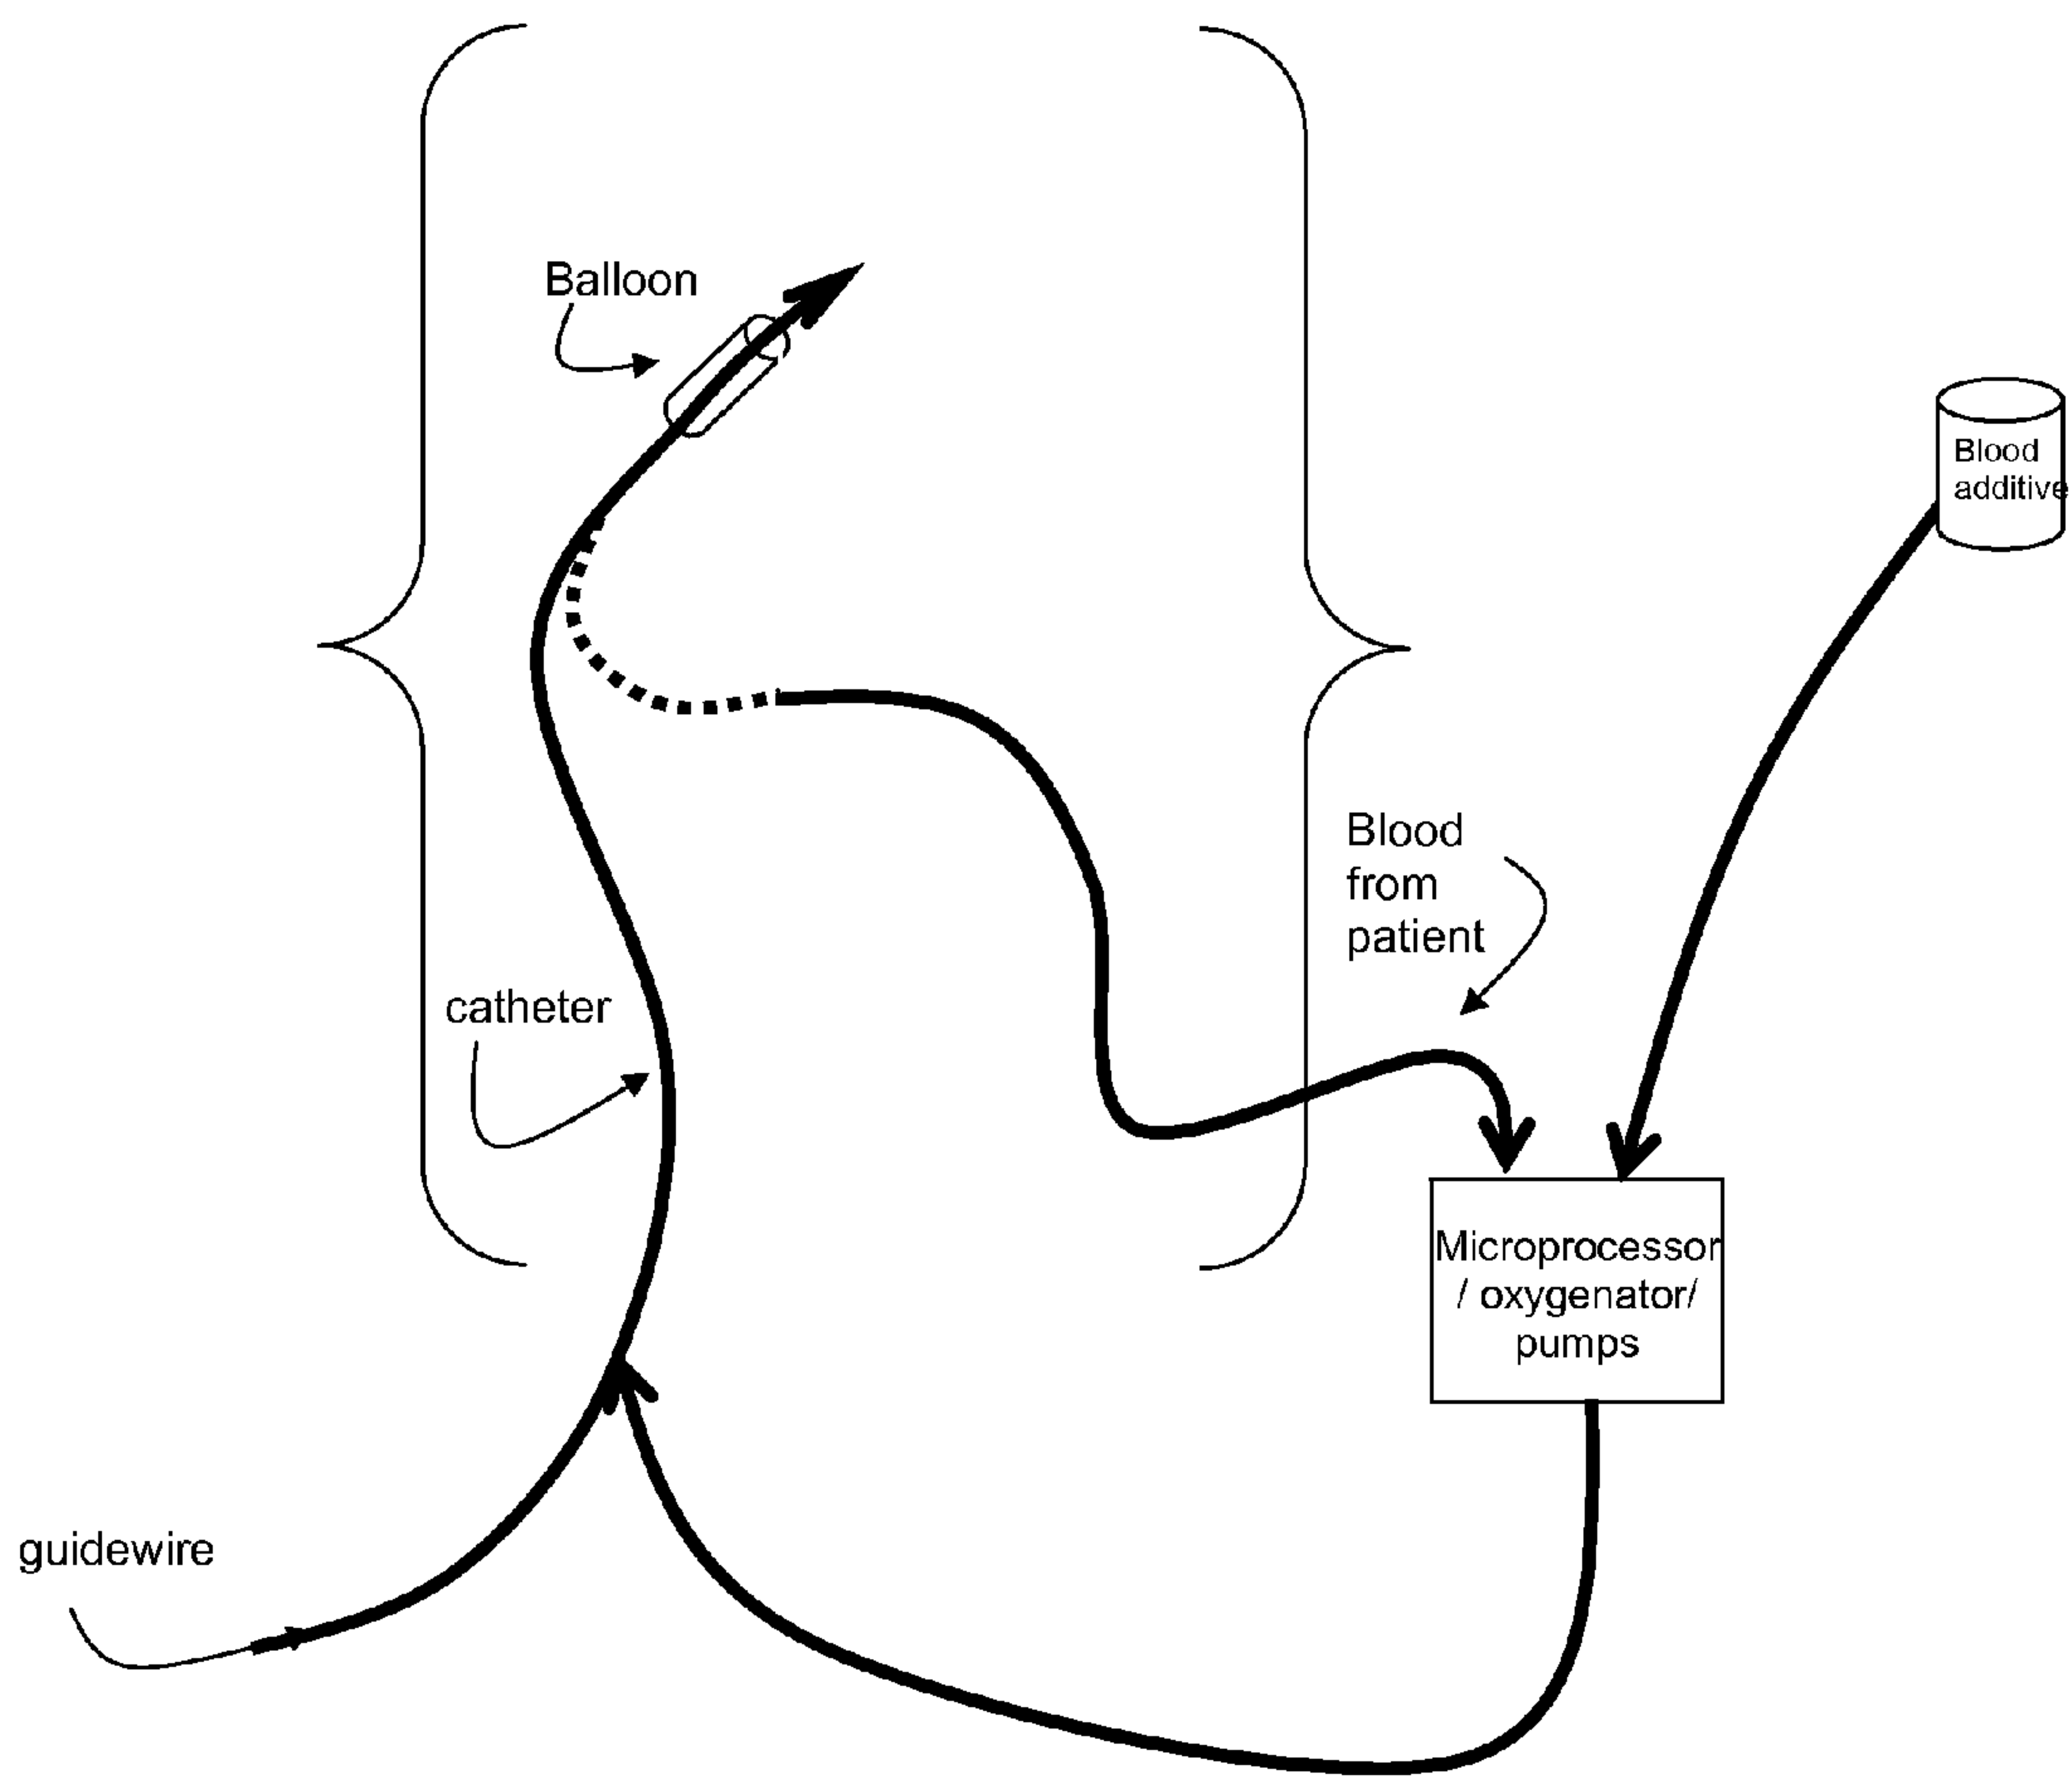 Balloon
Blood
additive
Blood
from
patient
catheter
Microprocessor
/ oxygenator/
pumps
guidewire